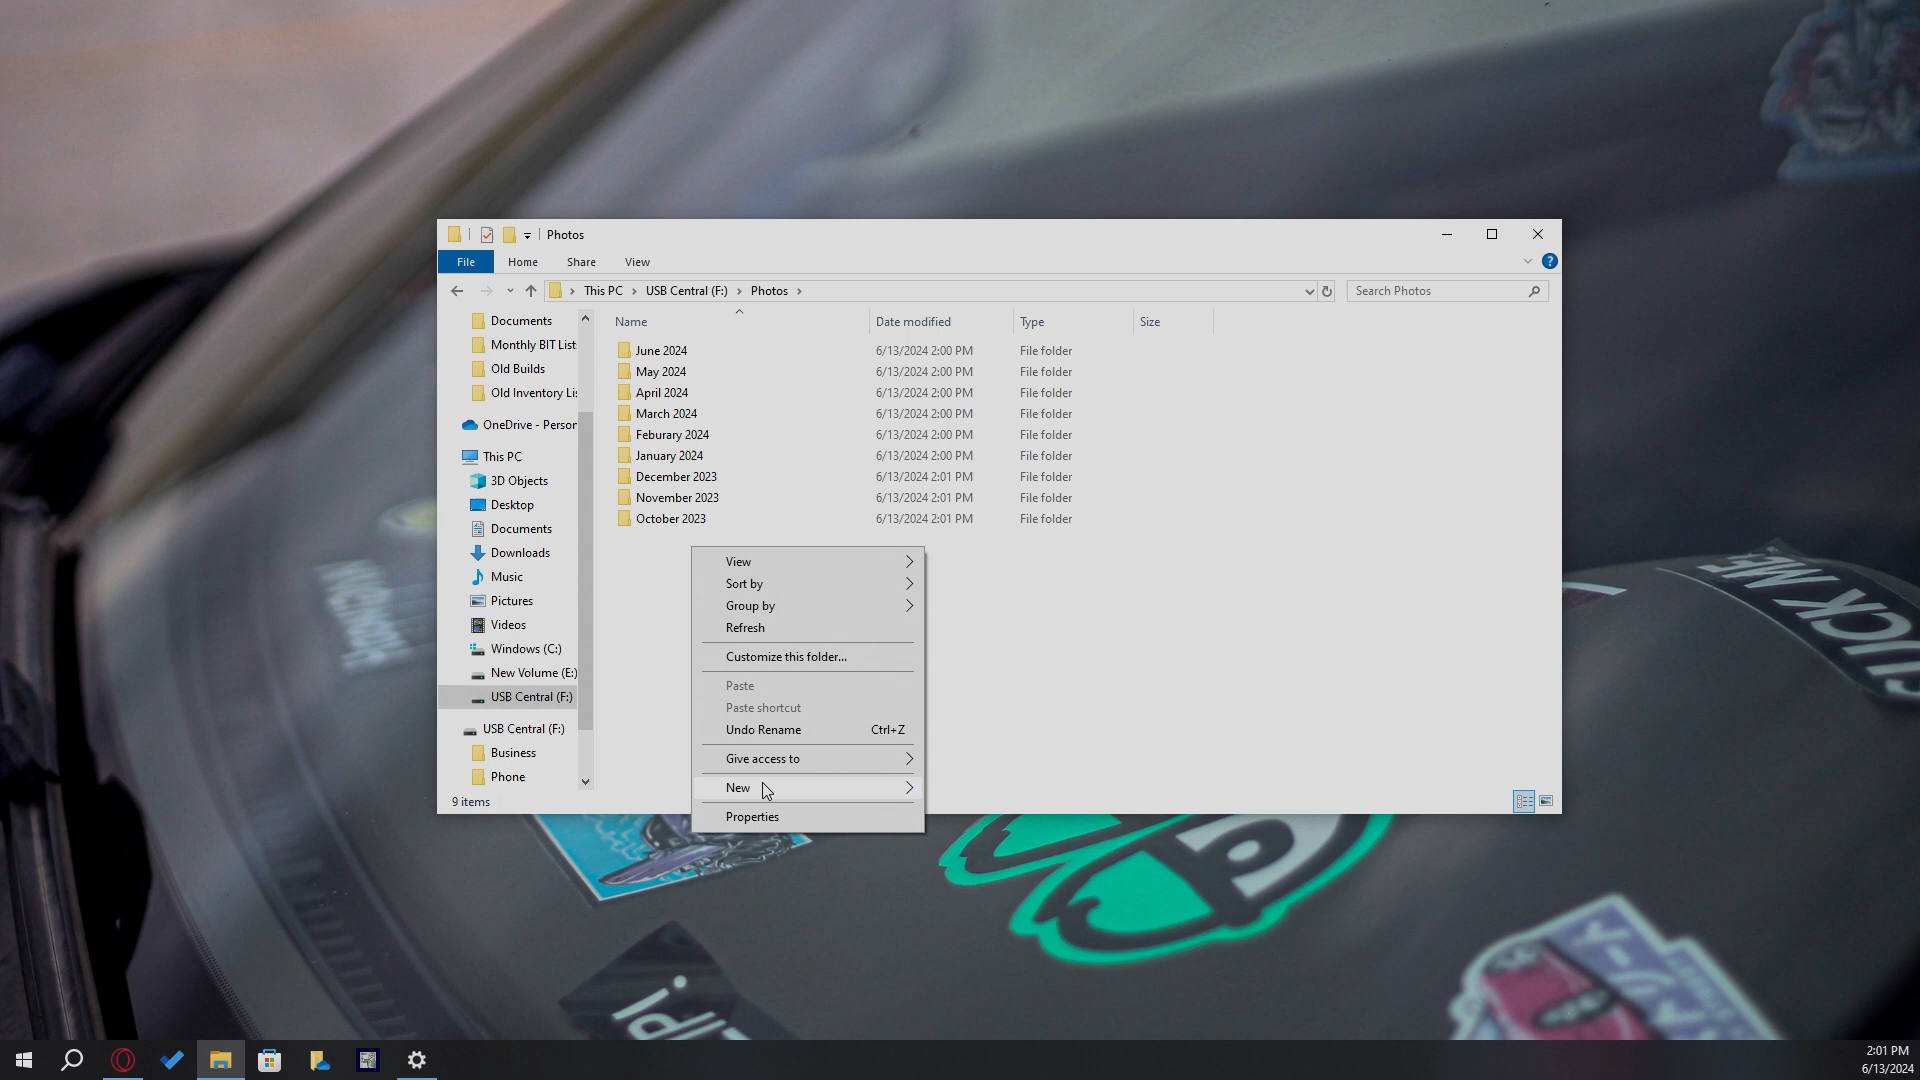 Photos
File Home Share View
This PC USB Central (F:) Photos Search Photos
Name Date modified Type Size
June 2024 6/13/2024 2:00 PM File folder
May 2024 6/13/2024 2:00 PM File folder
April 2024 6/13/2024 2:00 PM File folder
March 2024 6/13/2024 2:00 PM File folder
Feburary 2024 6/13/2024 2:00 PM File folder
January 2024 6/13/2024 2:00 PM File folder
December 2023 6/13/2024 2:01 PM File folder
November 2023 6/13/2024 2:01 PM File folder
October 2023 6/13/2024 2:01 PM File folder
Documents
Monthly BIT List
Old Builds
Old Inventory Lis
OneDrive - Person
This PC
3D Objects
Desktop
Documents
Downloads
Music
Pictures
Videos
Windows (C:)
New Volume (E:)
USB Central (F:)
USB Central (F:)
Business
Phone
9 items
View
Sort by
Group by
Refresh
Customize this folder...
Paste
Paste shortcut
Undo Rename Ctrl+Z
Give access to
New
Properties
2:01 PM
6/13/2024